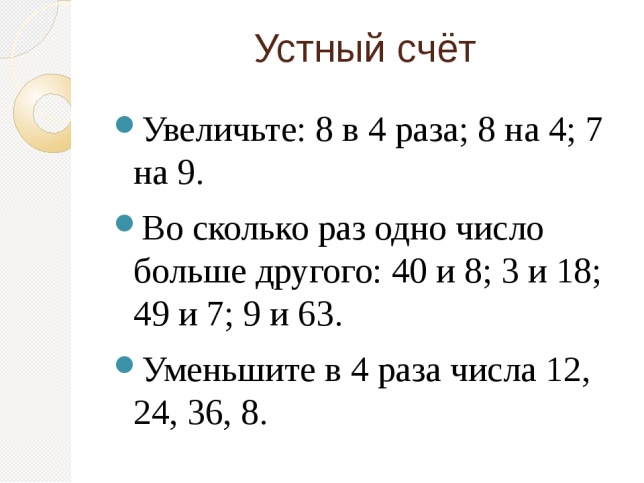 Устный счёт
Увеличьте: 8 в 4 раза; 8 на 4; 7
на 9.
Во сколько раз одно число
больше другого: 40 и 8; 3 и 18;
49 и 7; 9 и 63.
Уменьшите в 4 раза числа 12,
24, 36, 8.